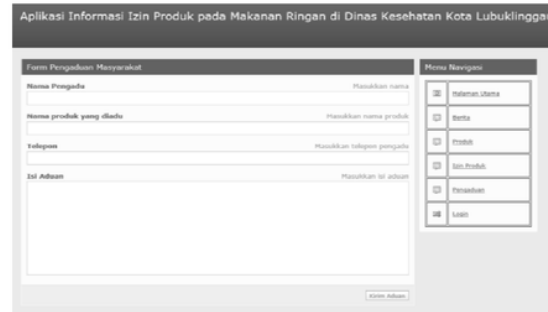 Aplikasi Informasi Izin Produk pada Makanan Ringan di Dinas Kesehatan Kota Lubuklinggau
Form Pengaduan Masyarakat
Nama Pengadu Masukkan nama
Nama produk yang diadu Masukkan nama produk
Telepon Masukkan telepon pengadu
Isi Aduan Masukkan isi aduan
Kirim Aduan
Menu Navigasi
Halaman Utama
Berita
Produk
Izin Produk
Pengaduan
Login